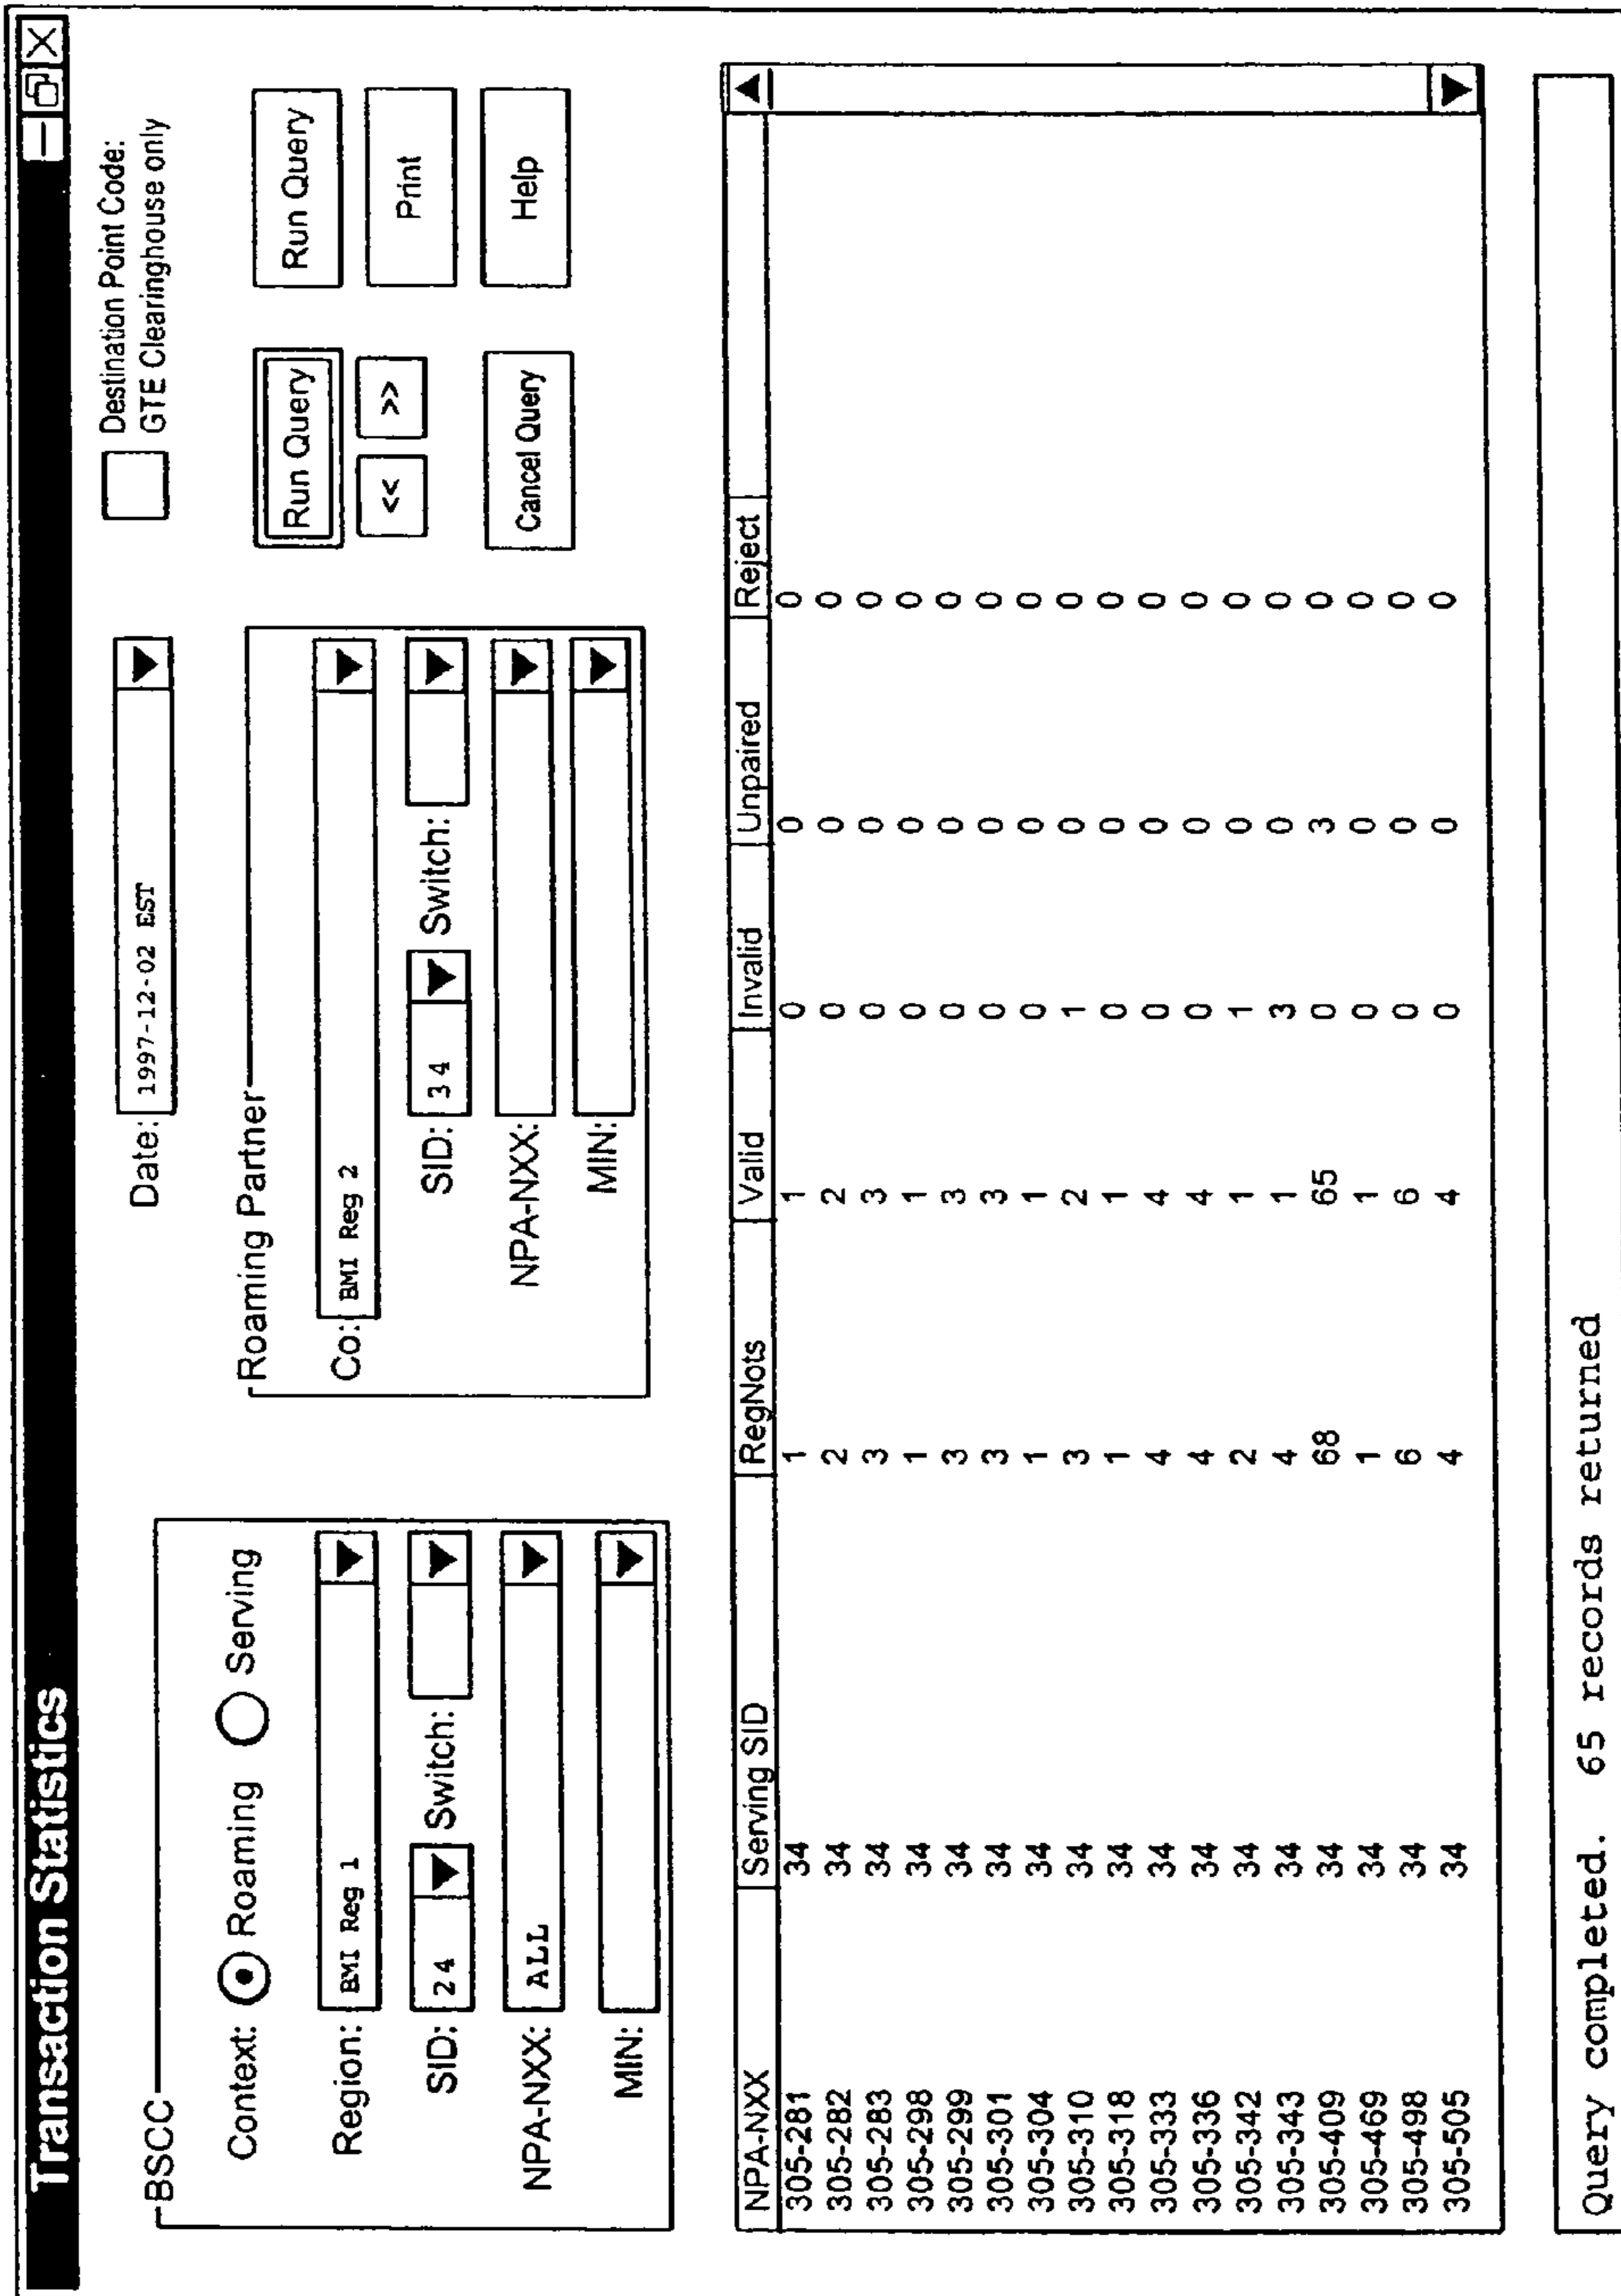 Transaction Statistics
BSCC
Context: Roaming Serving
Region: BMI Reg 1
SID: 24 Switch:
NPA-NXX: ALL
MIN:
Date: 1997-12-02 EST
Destination Point Code:
GTE Clearinghouse only
Roaming Partner
Co: BMI Reg 2
SID: 34 Switch:
NPA-NXX:
MIN:
Run Query Run Query
<< >> Print
Cancel Query Help
NPA-NXX Serving SID RegNots Valid Invalid Unpaired Reject
305-281 34 1 1 0 0 0
305-282 34 2 2 0 0 0
305-283 34 3 3 0 0 0
305-298 34 1 1 0 0 0
305-299 34 3 3 0 0 0
305-301 34 3 3 0 0 0
305-304 34 1 1 0 0 0
305-310 34 3 2 1 0 0
305-318 34 1 1 0 0 0
305-333 34 4 4 0 0 0
305-336 34 4 4 0 0 0
305-342 34 2 1 1 0 0
305-343 34 4 1 3 0 0
305-409 34 68 65 0 3 0
305-469 34 1 1 0 0 0
305-498 34 6 6 0 0 0
305-505 34 4 4 0 0 0
Query completed. 65 records returned